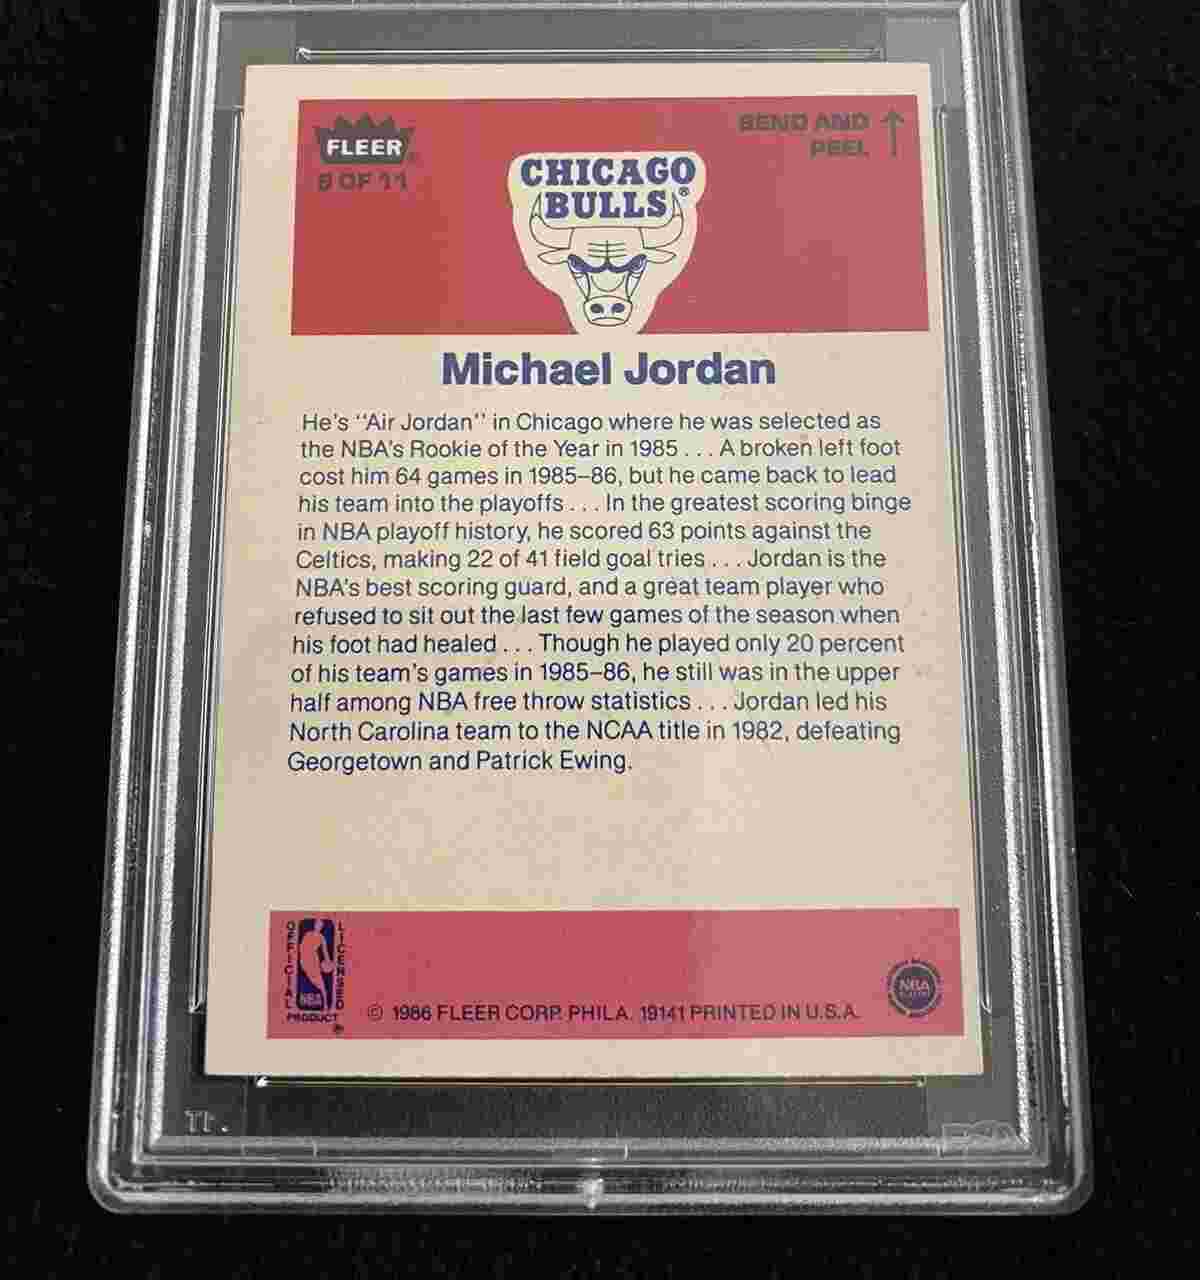 FLEER
8 OF 11
BEND AND
PEEL
CHICAGO
BULLS®
Michael Jordan
He's "Air Jordan" in Chicago where he was selected as
the NBA's Rookie of the Year in 1985 . . . A broken left foot
cost him 64 games in 1985–86, but he came back to lead
his team into the playoffs . . . In the greatest scoring binge
in NBA playoff history, he scored 63 points against the
Celtics, making 22 of 41 field goal tries . . . Jordan is the
NBA's best scoring guard, and a great team player who
refused to sit out the last few games of the season when
his foot had healed . . . Though he played only 20 percent
of his team's games in 1985–86, he still was in the upper
half among NBA free throw statistics . . . Jordan led his
North Carolina team to the NCAA title in 1982, defeating
Georgetown and Patrick Ewing.
OFFICIAL
LICENSED
NBA
PRODUCT ®
© 1986 FLEER CORP. PHILA. 19141 PRINTED IN U.S.A.
NBA